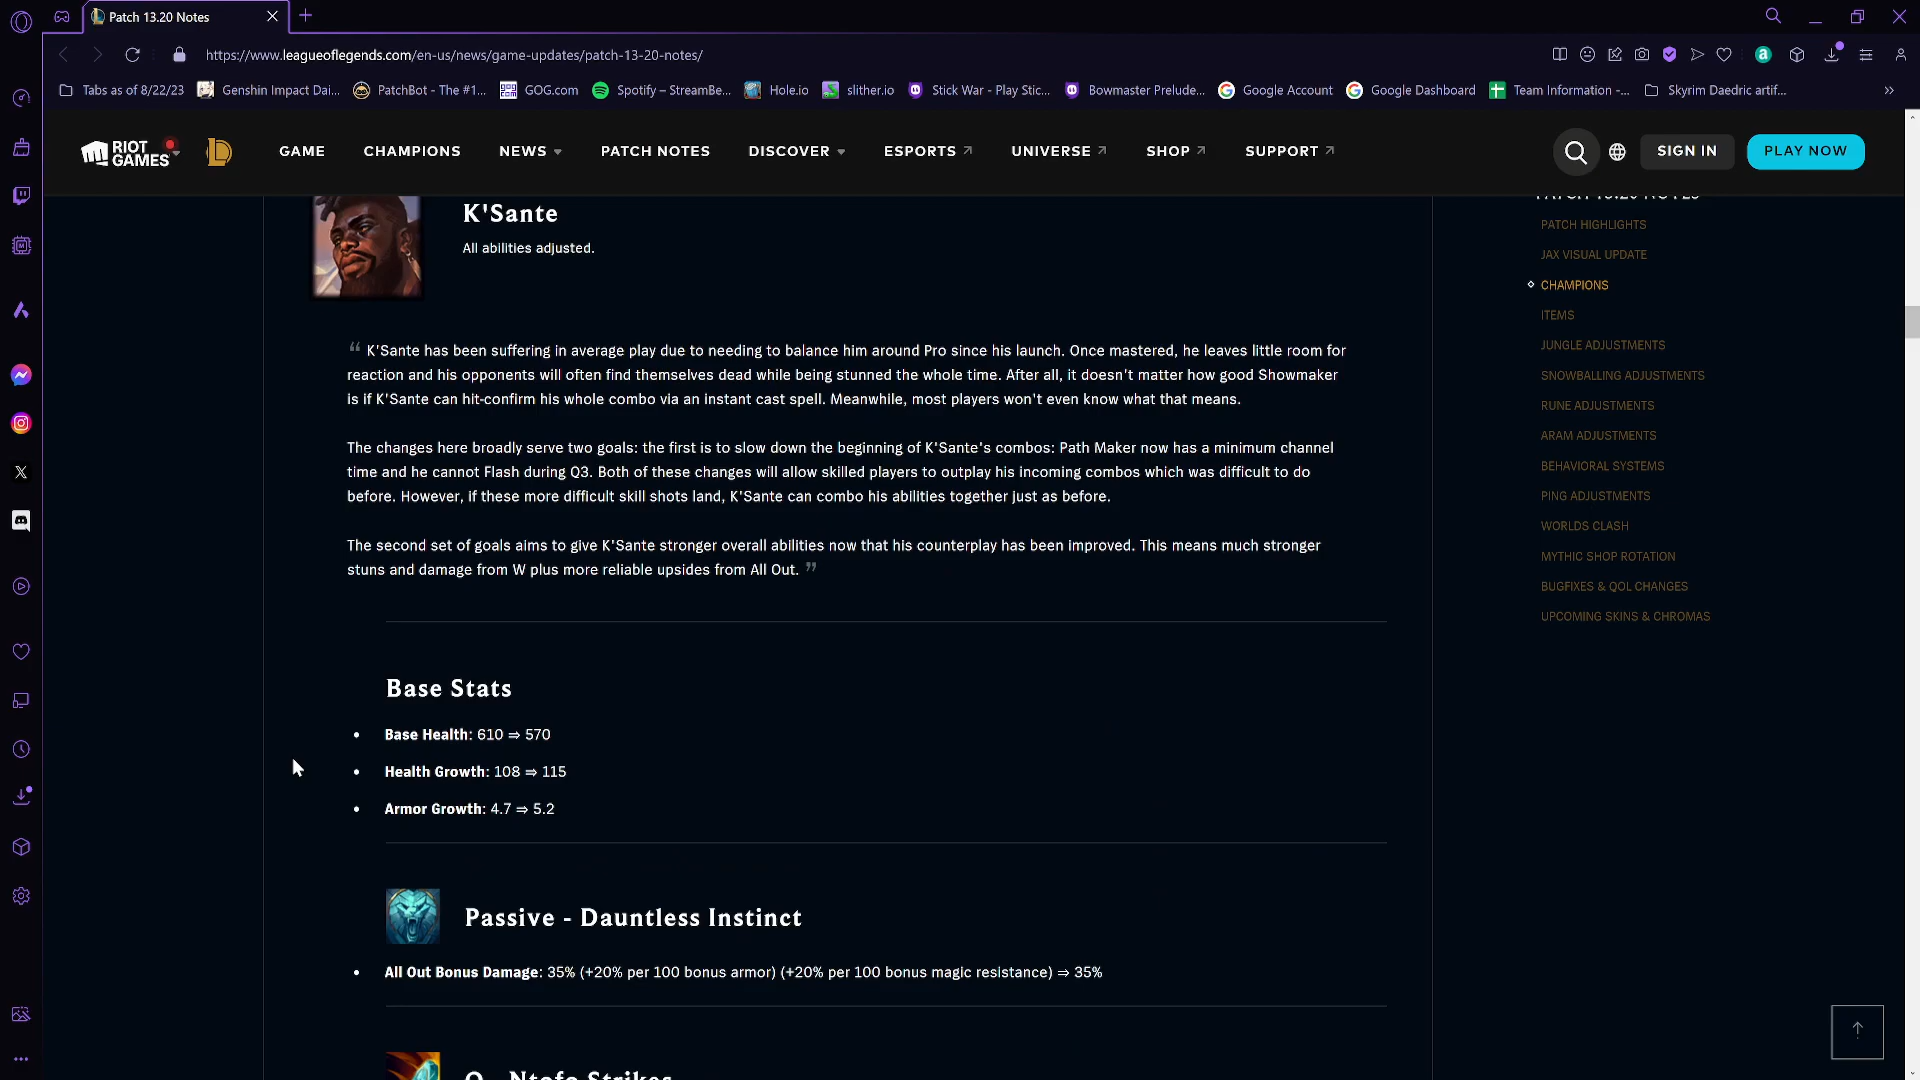 Patch 13.20 Notes
https://www.leagueoflegends.com/en-us/news/game-updates/patch-13-20-notes/
Tabs as of 8/22/23
Genshin Impact Dai...
PatchBot - The #1...
GOG.com
Spotify – StreamBe...
Hole.io
slither.io
Stick War - Play Stic...
Bowmaster Prelude...
Google Account
Google Dashboard
Team Information -...
Skyrim Daedric artif...
RIOT GAMES
GAME
CHAMPIONS
NEWS
PATCH NOTES
DISCOVER
ESPORTS
UNIVERSE
SHOP
SUPPORT
SIGN IN
PLAY NOW
K'Sante
All abilities adjusted.
“ K'Sante has been suffering in average play due to needing to balance him around Pro since his launch. Once mastered, he leaves little room for
reaction and his opponents will often find themselves dead while being stunned the whole time. After all, it doesn't matter how good Showmaker
is if K'Sante can hit-confirm his whole combo via an instant cast spell. Meanwhile, most players won't even know what that means.
The changes here broadly serve two goals: the first is to slow down the beginning of K'Sante's combos: Path Maker now has a minimum channel
time and he cannot Flash during Q3. Both of these changes will allow skilled players to outplay his incoming combos which was difficult to do
before. However, if these more difficult skill shots land, K'Sante can combo his abilities together just as before.
The second set of goals aims to give K'Sante stronger overall abilities now that his counterplay has been improved. This means much stronger
stuns and damage from W plus more reliable upsides from All Out. ”
Base Stats
• Base Health: 610 ⇒ 570
• Health Growth: 108 ⇒ 115
• Armor Growth: 4.7 ⇒ 5.2
Passive - Dauntless Instinct
• All Out Bonus Damage: 35% (+20% per 100 bonus armor) (+20% per 100 bonus magic resistance) ⇒ 35%
Q - Ntofo Strikes
PATCH 13.20 NOTES
PATCH HIGHLIGHTS
JAX VISUAL UPDATE
CHAMPIONS
ITEMS
JUNGLE ADJUSTMENTS
SNOWBALLING ADJUSTMENTS
RUNE ADJUSTMENTS
ARAM ADJUSTMENTS
BEHAVIORAL SYSTEMS
PING ADJUSTMENTS
WORLDS CLASH
MYTHIC SHOP ROTATION
BUGFIXES & QOL CHANGES
UPCOMING SKINS & CHROMAS